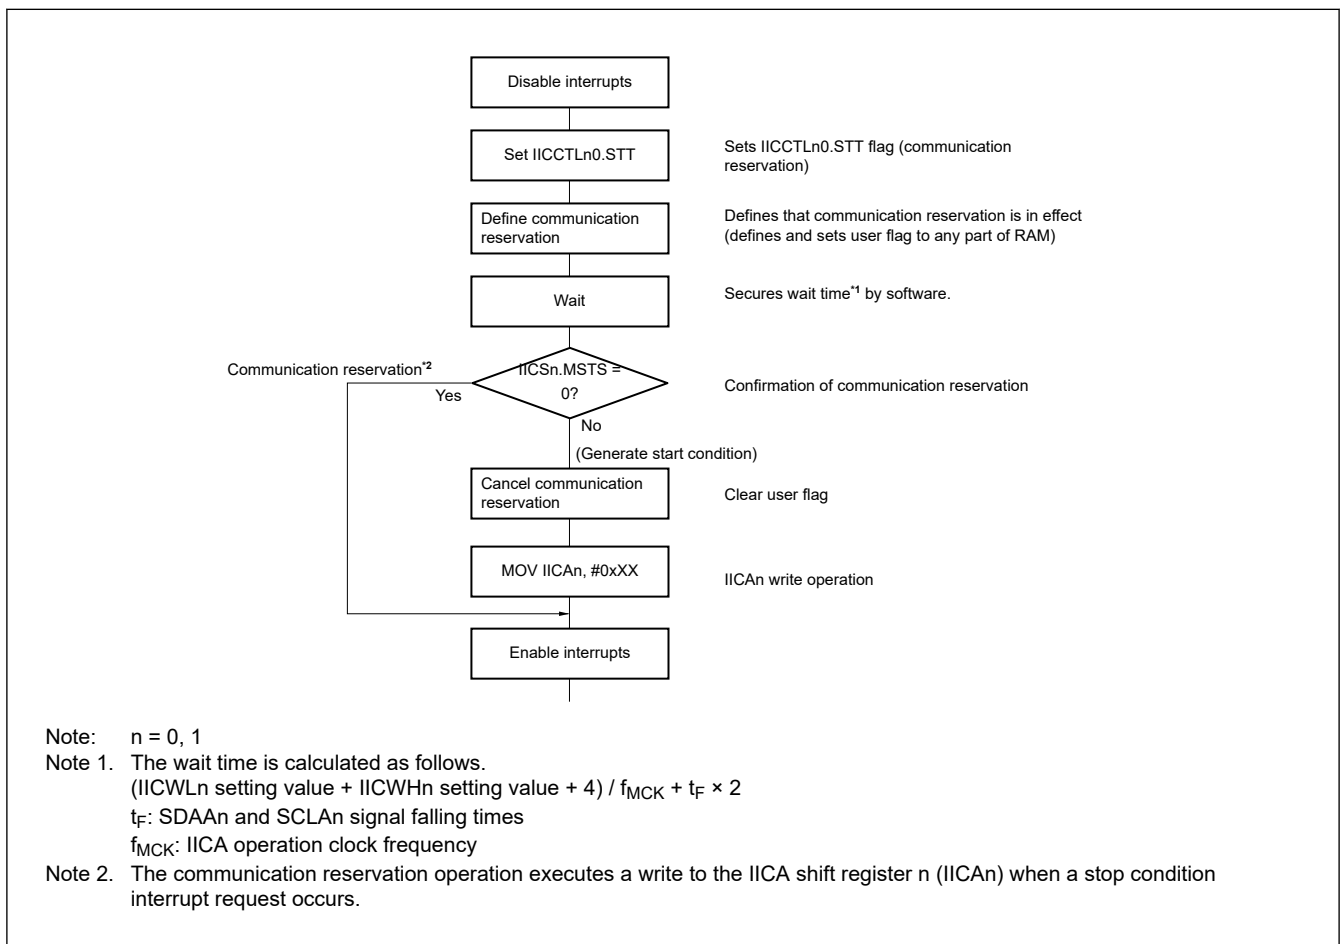 Disable interrupts
Set IICCTLn0.STT
Sets IICCTLn0.STT flag (communication
reservation)
Define communication
reservation
Defines that communication reservation is in effect
(defines and sets user flag to any part of RAM)
Wait
Secures wait time*1 by software.
Communication reservation*2
IICSn.MSTS =
0?
Confirmation of communication reservation
Yes
No
(Generate start condition)
Cancel communication
reservation
Clear user flag
MOV IICAn, #0xXX
IICAn write operation
Enable interrupts
Note: n = 0, 1
Note 1. The wait time is calculated as follows.
(IICWLn setting value + IICWHn setting value + 4) / fMCK + tF × 2
tF: SDAAn and SCLAn signal falling times
fMCK: IICA operation clock frequency
Note 2. The communication reservation operation executes a write to the IICA shift register n (IICAn) when a stop condition
interrupt request occurs.